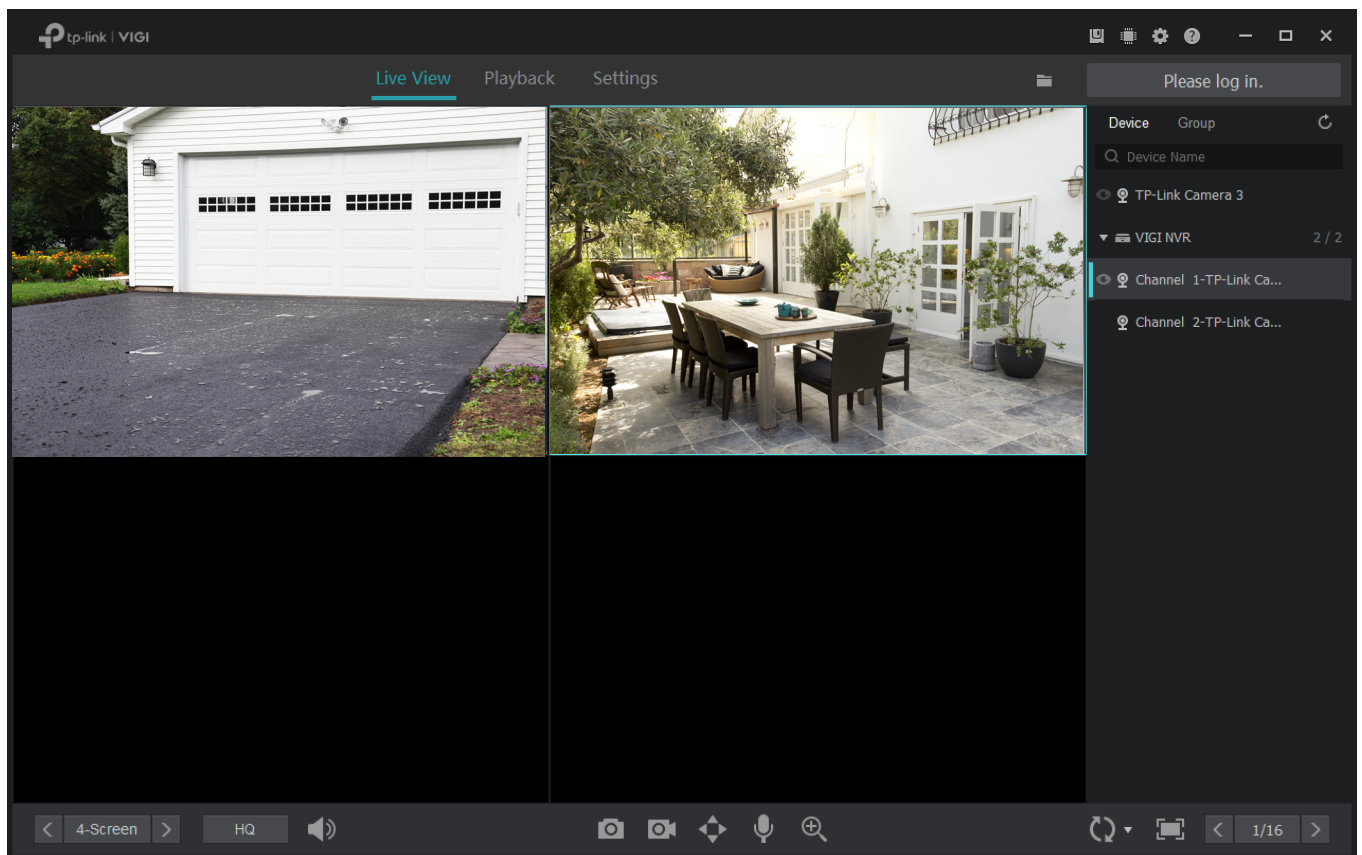 tp-link | VIGI
Live View Playback Settings Please log in.
Device Group
Device Name
TP-Link Camera 3
VIGI NVR 2 / 2
Channel 1-TP-Link Ca...
Channel 2-TP-Link Ca...
4-Screen HQ 1/16